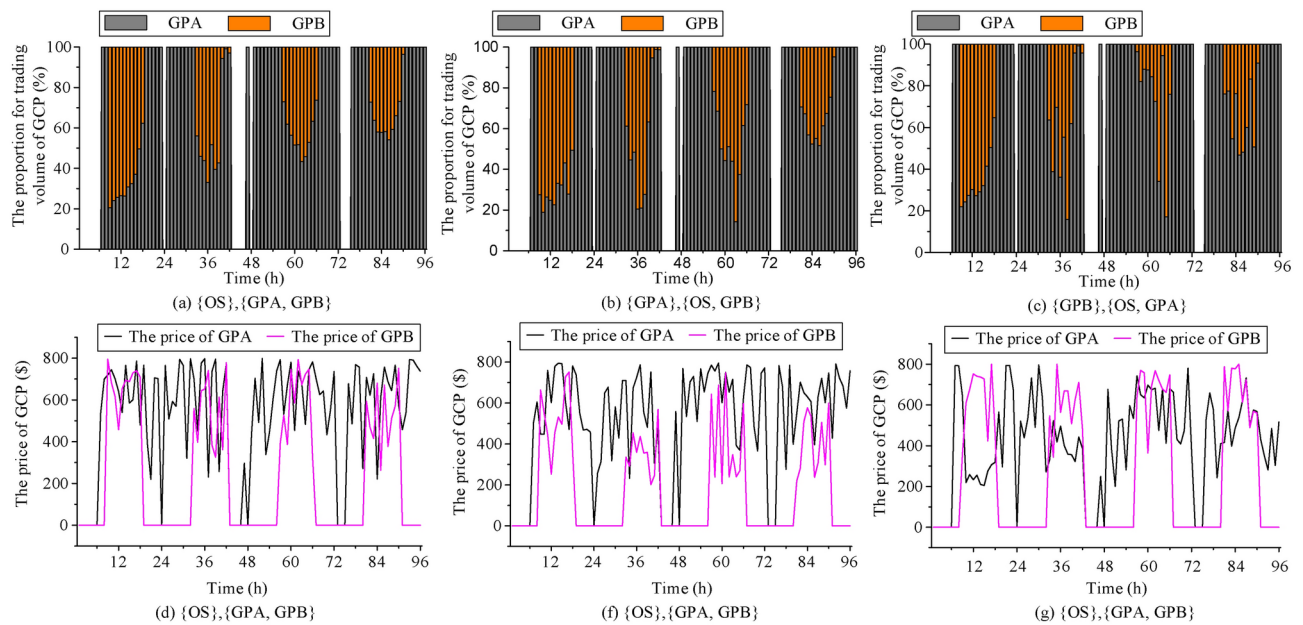 GPA GPB
GPA GPB
GPA GPB
The proportion for trading
volume of GCP (%)
100
80
60
40
20
0
12 24 36 48 60 72 84 96
Time (h)
(a) {OS},{GPA, GPB}
The proportion for trading
volume of GCP (%)
100
80
60
40
20
0
12 24 36 48 60 72 84 96
Time (h)
(b) {GPA},{OS, GPB}
The proportion for trading
volume of GCP (%)
100
80
60
40
20
0
12 24 36 48 60 72 84 96
Time (h)
(c) {GPB},{OS, GPA}
The price of GPA The price of GPB
The price of GCP ($)
800
600
400
200
0
12 24 36 48 60 72 84 96
Time (h)
(d) {OS},{GPA, GPB}
The price of GPA The price of GPB
The price of GCP ($)
800
600
400
200
0
12 24 36 48 60 72 84 96
Time (h)
(f) {OS},{GPA, GPB}
The price of GPA The price of GPB
The price of GCP ($)
800
600
400
200
0
12 24 36 48 60 72 84 96
Time (h)
(g) {OS},{GPA, GPB}